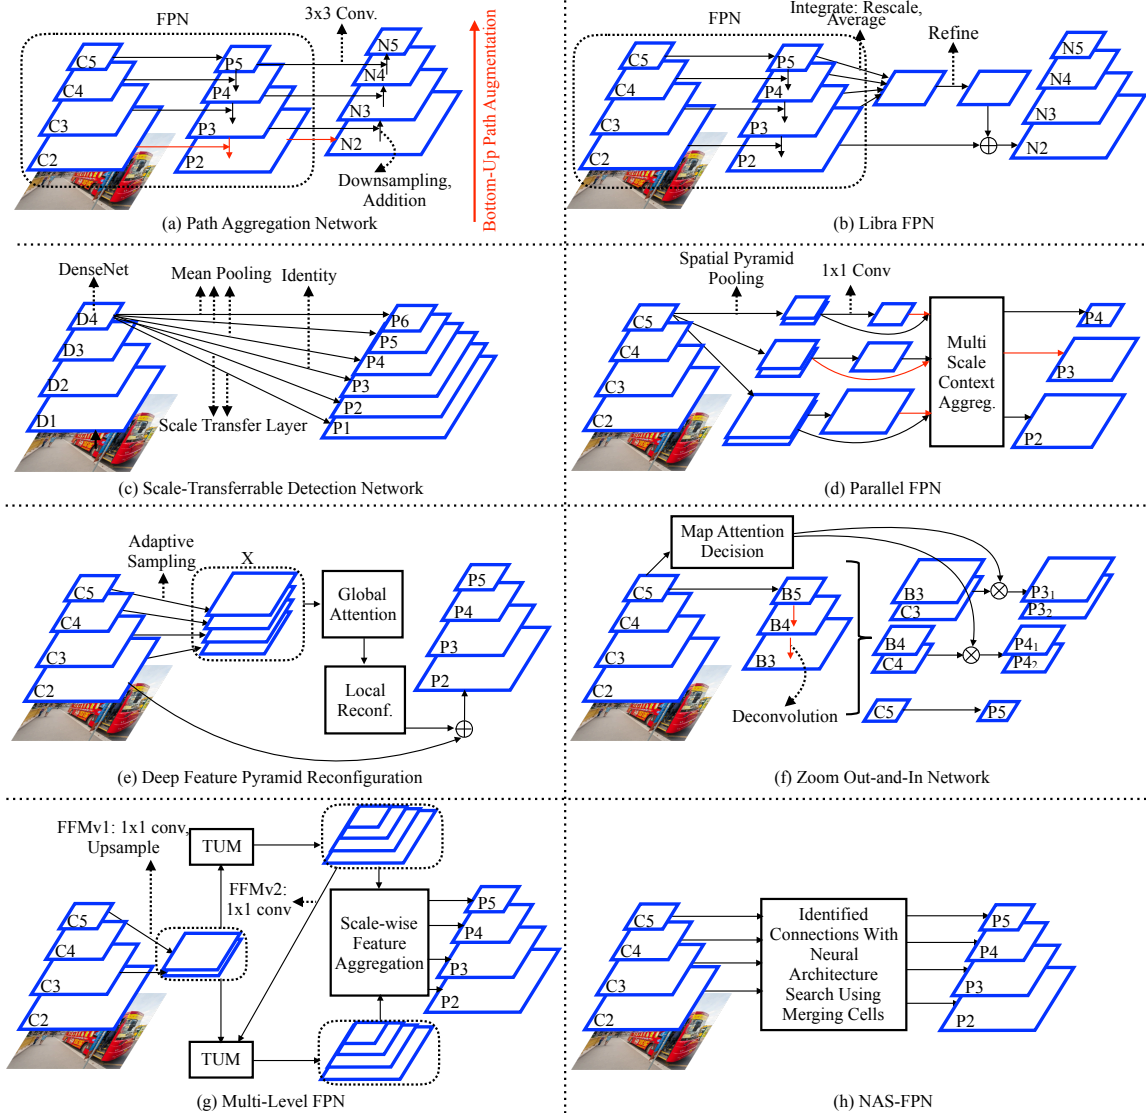 FPN
3x3 Conv.
C5
C4
C3
C2
P5
P4
P3
P2
N5
N4
N3
N2
Downsampling,
Addition
Bottom-Up Path Augmentation
(a) Path Aggregation Network
FPN
Integrate: Rescale,
Average
Refine
C5
C4
C3
C2
P5
P4
P3
P2
N5
N4
N3
N2
(b) Libra FPN
DenseNet
Mean Pooling
Identity
D4
D3
D2
D1
P6
P5
P4
P3
P2
P1
Scale Transfer Layer
(c) Scale-Transferrable Detection Network
Spatial Pyramid
Pooling
1x1 Conv
C5
C4
C3
C2
Multi
Scale
Context
Aggreg.
P4
P3
P2
(d) Parallel FPN
Adaptive
Sampling
X
C5
C4
C3
C2
Global
Attention
Local
Reconf.
P5
P4
P3
P2
(e) Deep Feature Pyramid Reconfiguration
Map Attention
Decision
C5
C4
C3
C2
B5
B4
B3
Deconvolution
B3
C3
B4
C4
C5
P3₁
P3₂
P4₁
P4₂
P5
(f) Zoom Out-and-In Network
FFMv1: 1x1 conv,
Upsample
TUM
FFMv2:
1x1 conv
C5
C4
C3
C2
Scale-wise
Feature
Aggregation
P5
P4
P3
P2
TUM
(g) Multi-Level FPN
C5
C4
C3
C2
Identified
Connections With
Neural
Architecture
Search Using
Merging Cells
P5
P4
P3
P2
(h) NAS-FPN